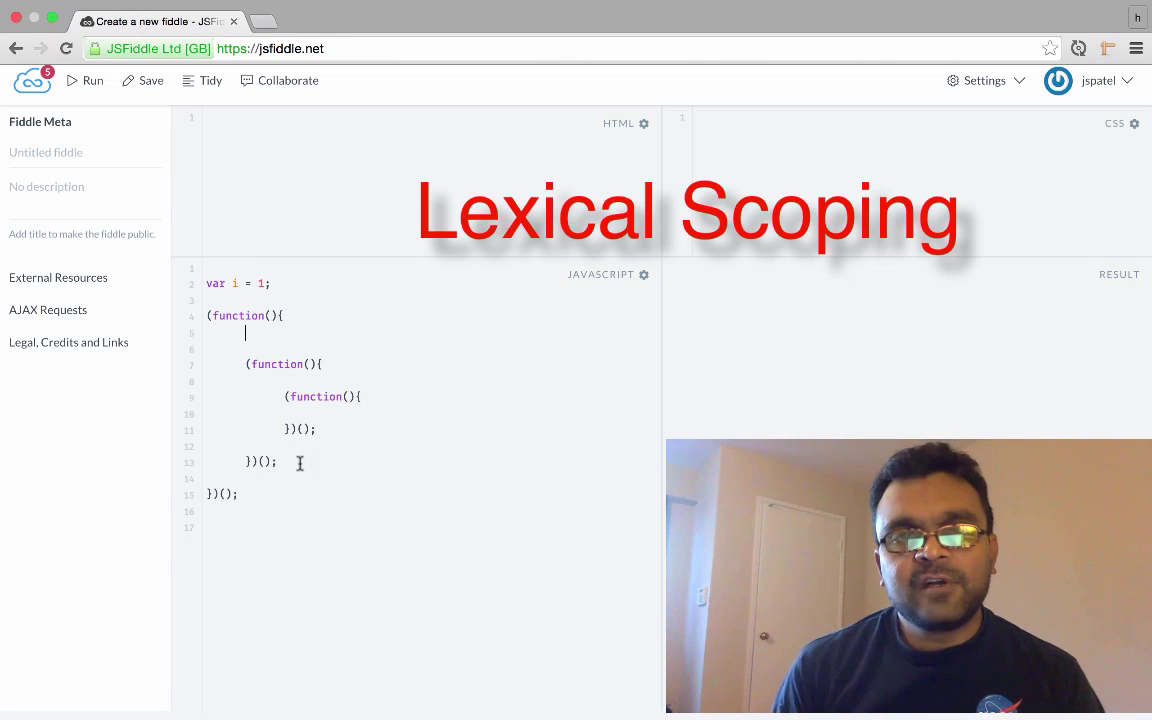 Create a new fiddle - JSFid
h
JSFiddle Ltd [GB] https://jsfiddle.net
5
Run Save Tidy Collaborate Settings jspatel
Fiddle Meta
Untitled fiddle
No description
Add title to make the fiddle public.
External Resources
AJAX Requests
Legal, Credits and Links
1
HTML
1
CSS
Lexical Scoping
JAVASCRIPT
RESULT
1
2 var i = 1;
3
4 (function(){
5
6
7 (function(){
8
9 (function(){
10
11 })();
12
13 })();
14
15 })();
16
17